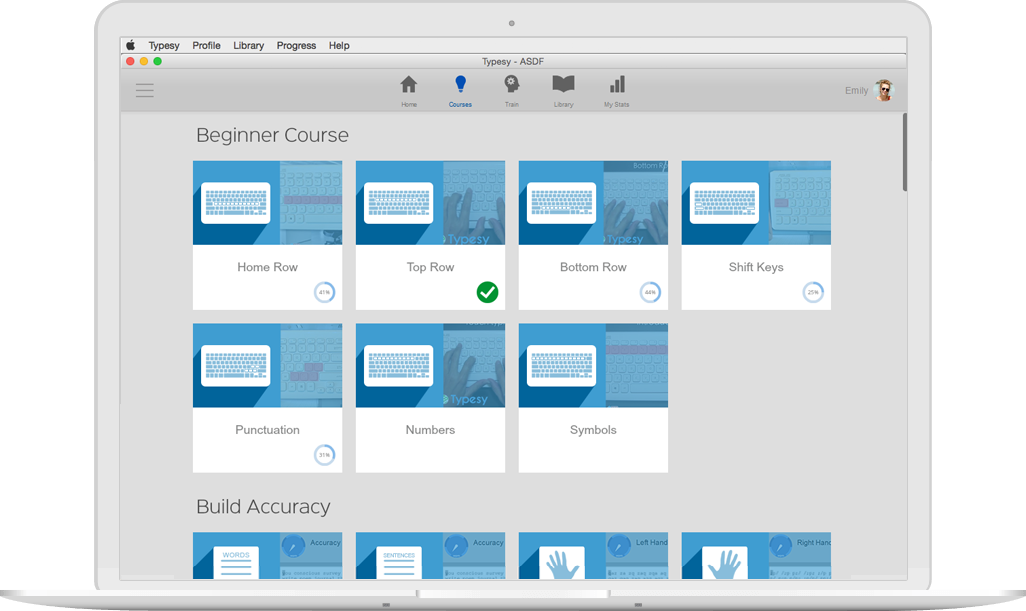 Typesy Profile Library Progress Help
Typesy - ASDF
Home Courses Train Library My Stats
Emily
Beginner Course
Bottom Row
Typesy
Typesy
Home Row
Top Row
Bottom Row
Shift Keys
41%
44%
25%
Typesy
Punctuation
Numbers
Symbols
31%
Build Accuracy
WORDS
Accuracy
SENTENCES
Accuracy
Left Hand
Right Hand